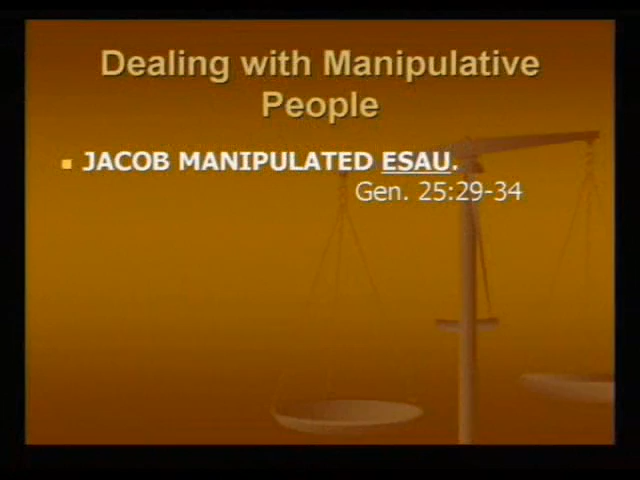 Dealing with Manipulative
People
JACOB MANIPULATED ESAU.
Gen. 25:29-34